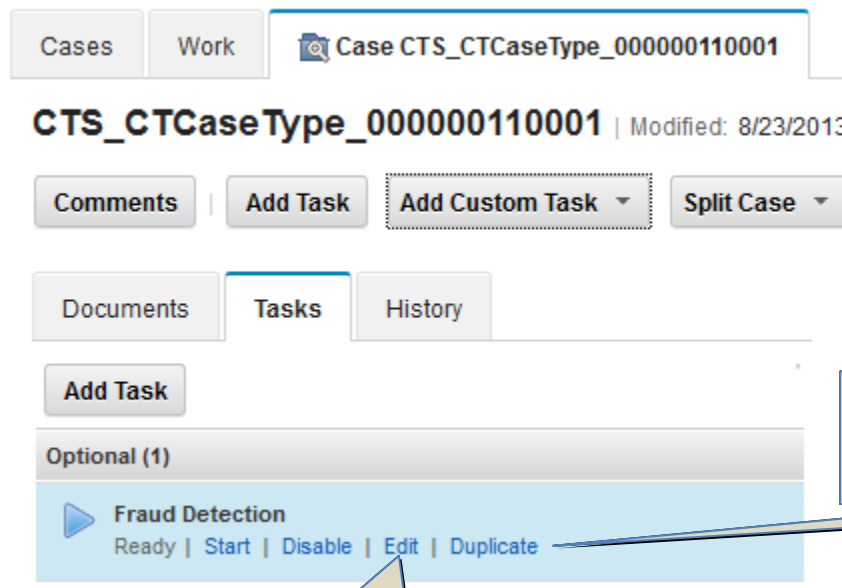 Cases Work Case CTS_CTCaseType_000000110001
CTS_CTCaseType_000000110001 | Modified: 8/23/2013
Comments | Add Task Add Custom Task Split Case
Documents Tasks History
Add Task
Optional (1)
Fraud Detection
Ready | Start | Disable | Edit | Duplicate